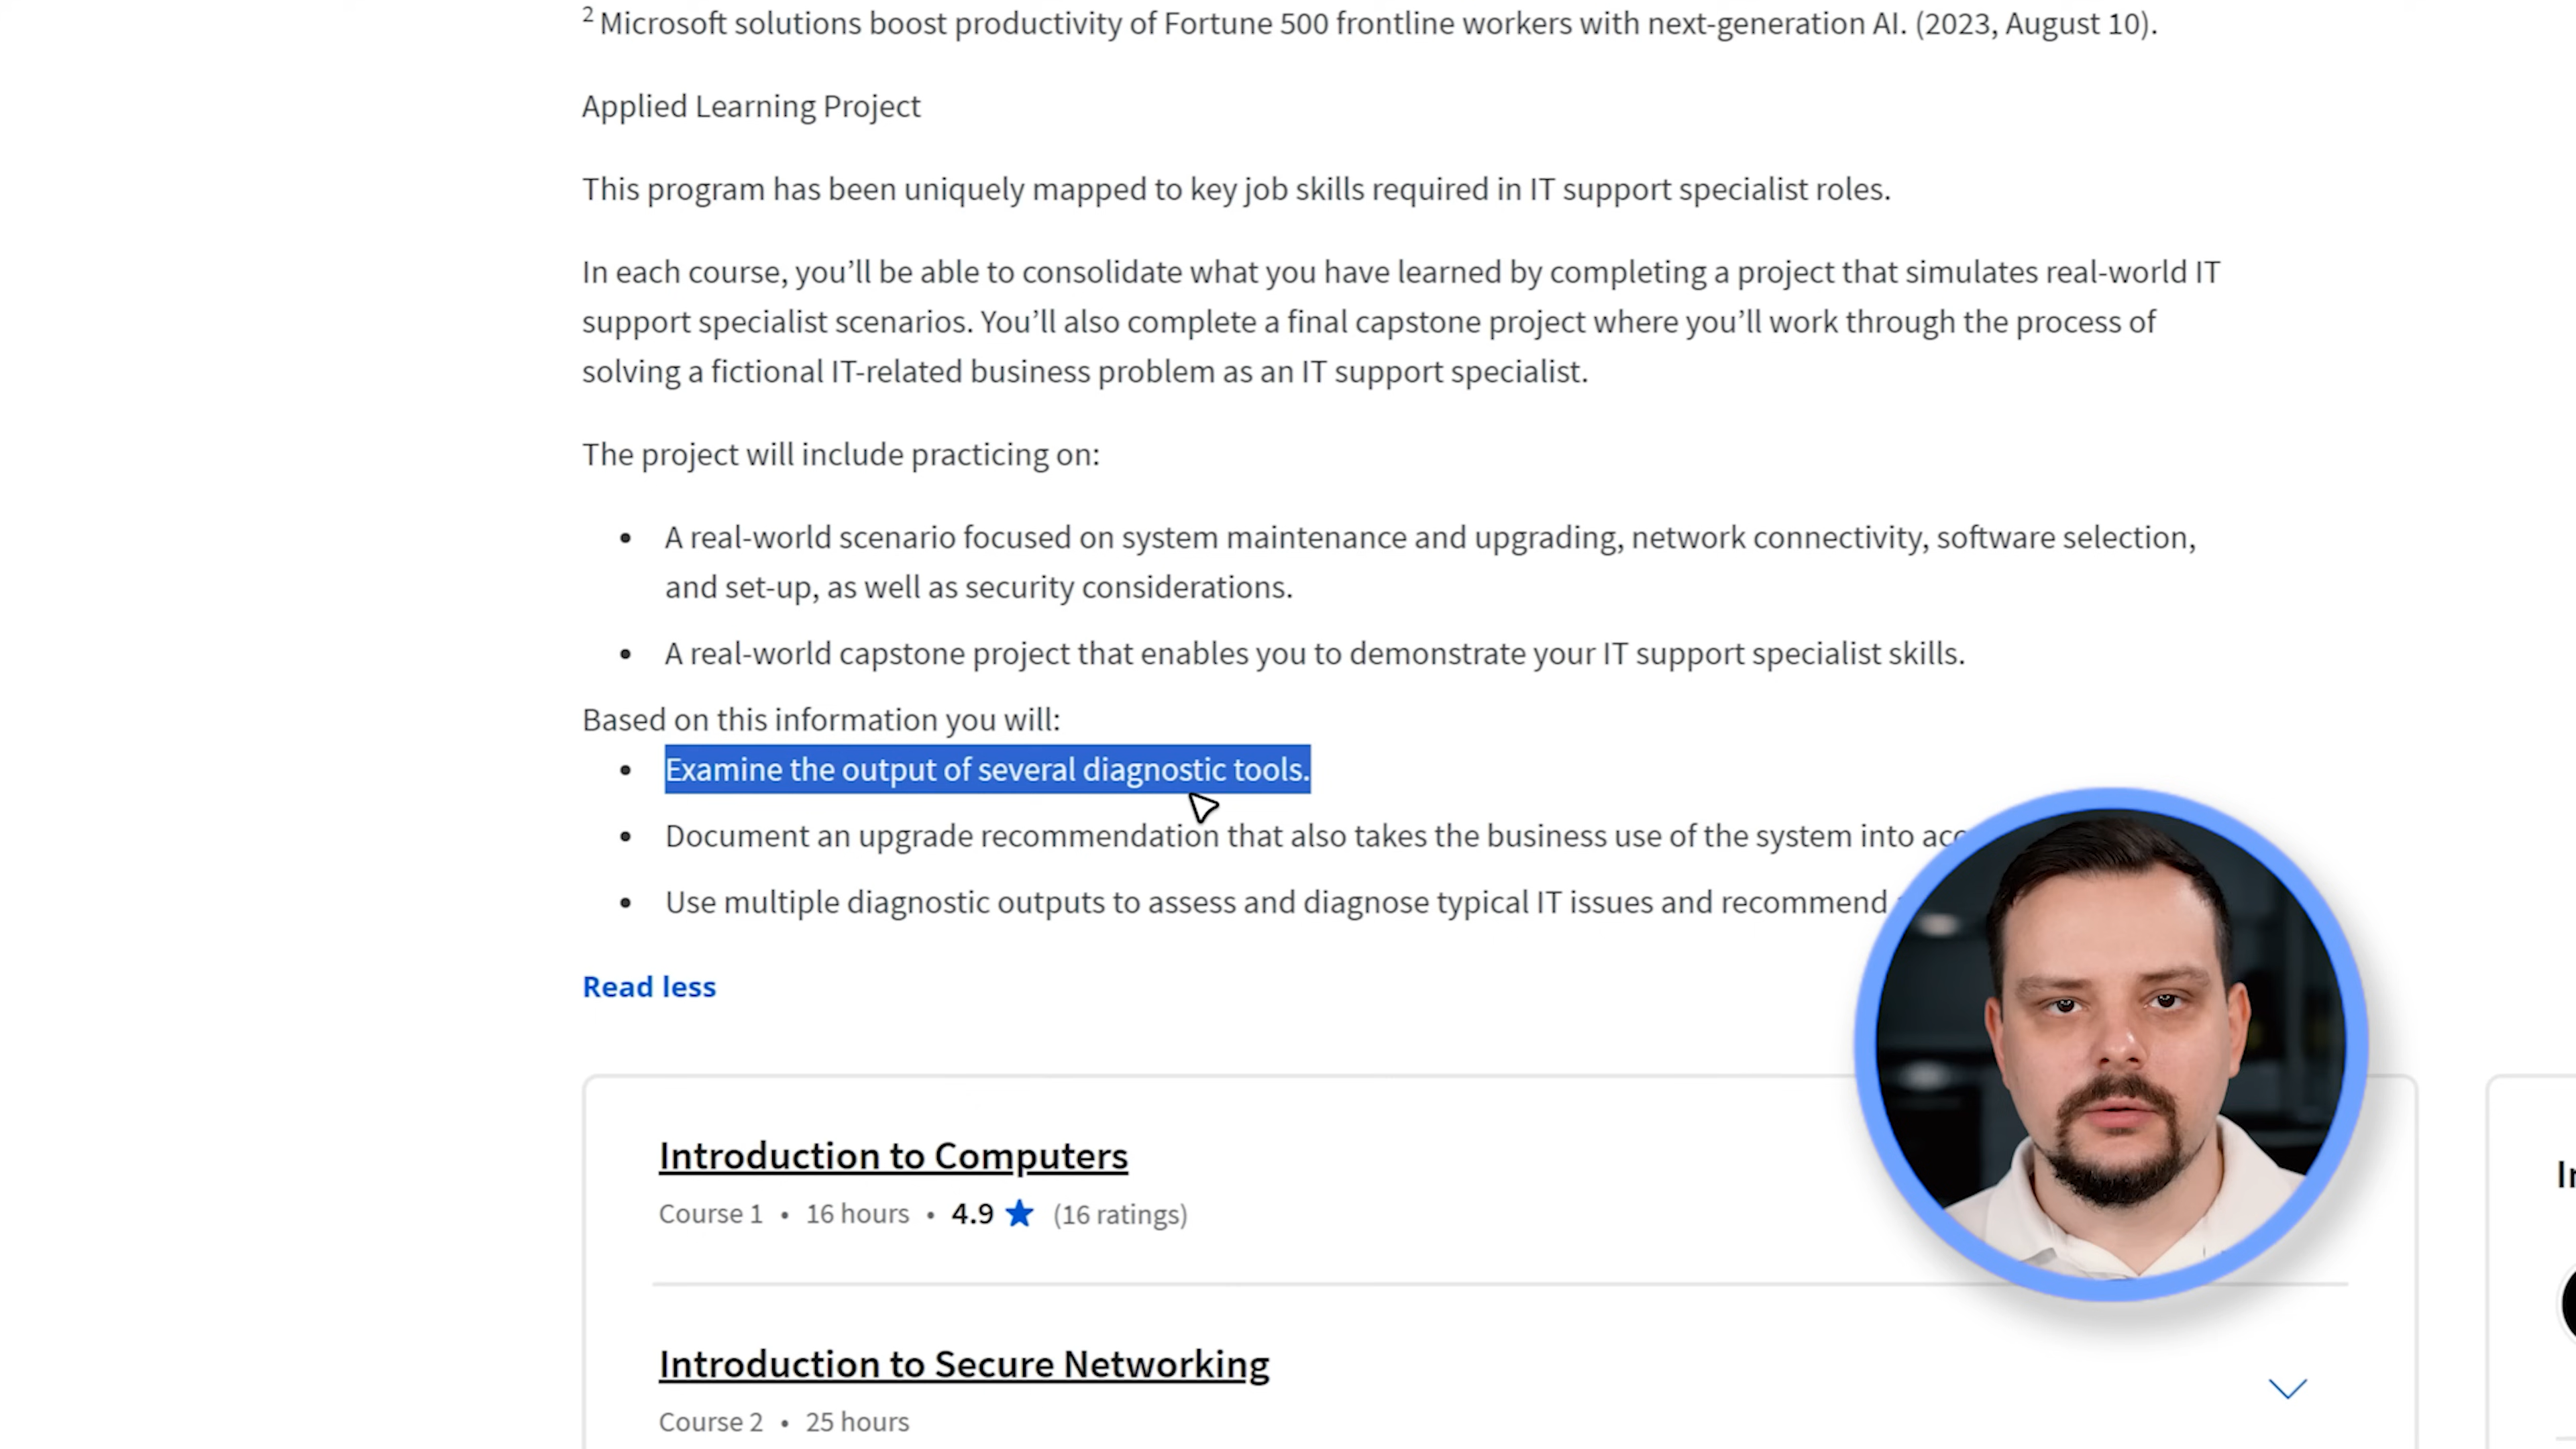 2 Microsoft solutions boost productivity of Fortune 500 frontline workers with next-generation AI. (2023, August 10).
Applied Learning Project
This program has been uniquely mapped to key job skills required in IT support specialist roles.
In each course, you’ll be able to consolidate what you have learned by completing a project that simulates real-world IT
support specialist scenarios. You’ll also complete a final capstone project where you’ll work through the process of
solving a fictional IT-related business problem as an IT support specialist.
The project will include practicing on:
• A real-world scenario focused on system maintenance and upgrading, network connectivity, software selection,
and set-up, as well as security considerations.
• A real-world capstone project that enables you to demonstrate your IT support specialist skills.
Based on this information you will:
• Examine the output of several diagnostic tools.
• Document an upgrade recommendation that also takes the business use of the system into
• Use multiple diagnostic outputs to assess and diagnose typical IT issues and recommend
Read less
Introduction to Computers
Course 1 • 16 hours • 4.9 ★ (16 ratings)
Introduction to Secure Networking
Course 2 • 25 hours